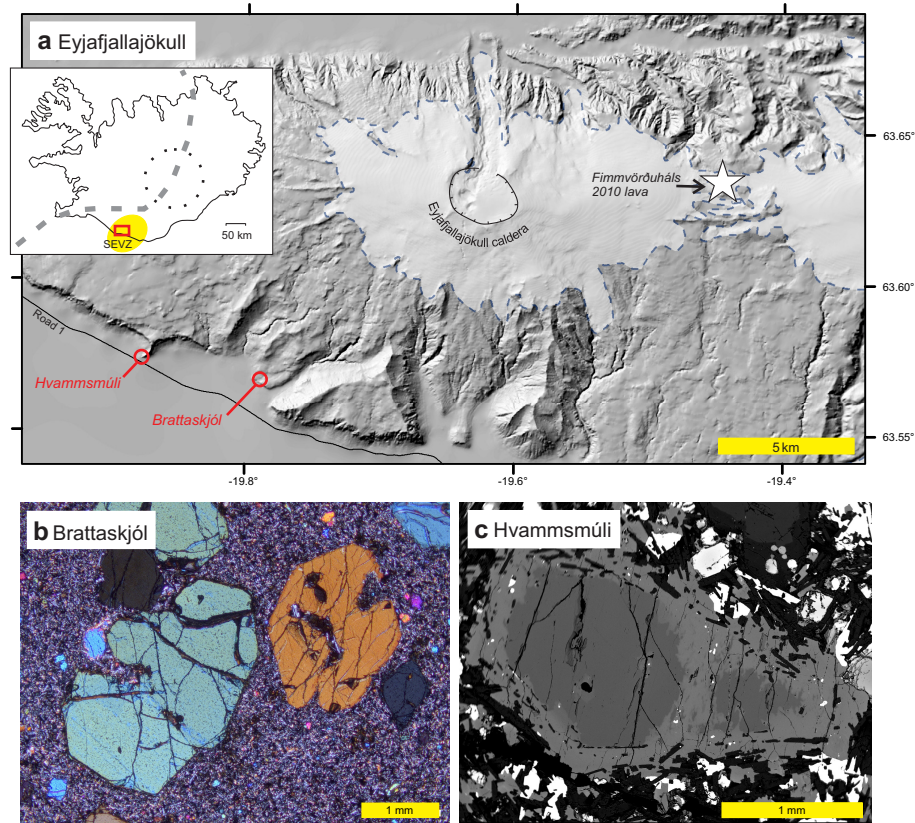 a Eyjafjallajökull
50 km
SEVZ
Fimmvörðuháls
2010 lava
Eyjafjallajökull caldera
63.65°
63.60°
63.55°
Road 1
Hvammsmúli
Brattaskjól
5 km
-19.8°
-19.6°
-19.4°
b Brattaskjól
1 mm
c Hvammsmúli
1 mm